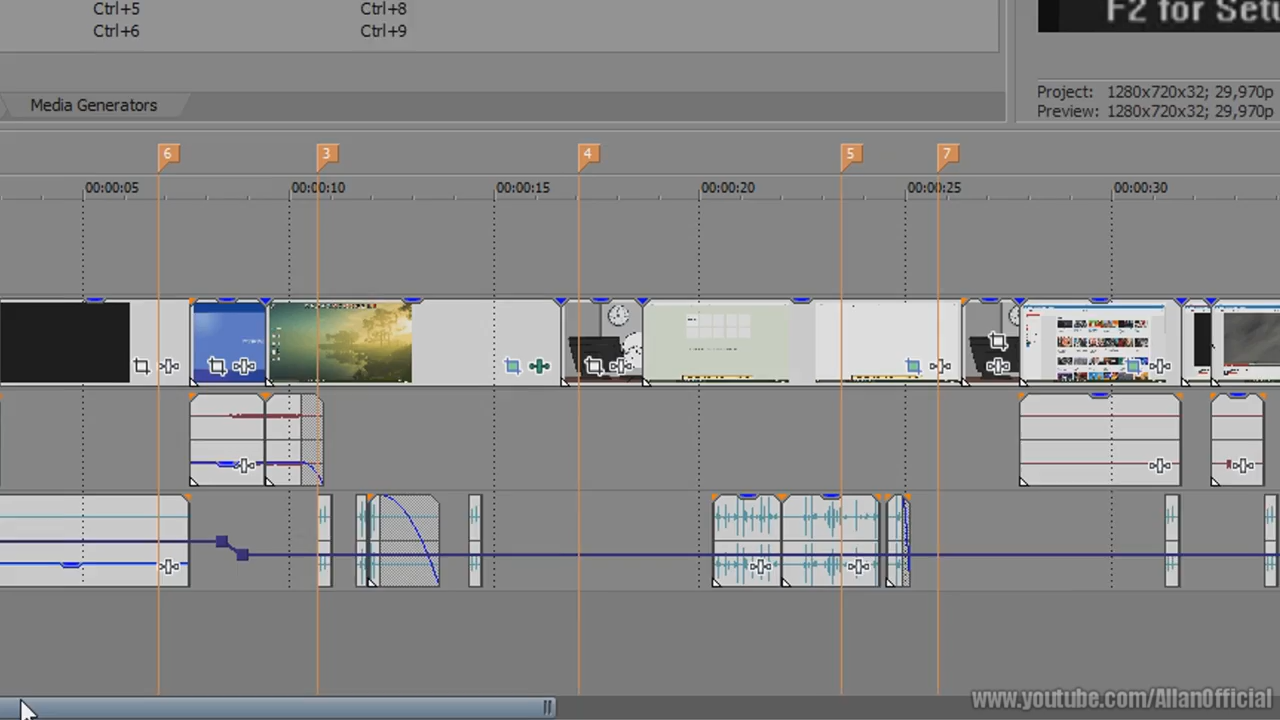 Ctrl+5 Ctrl+8
Ctrl+6 Ctrl+9
F2 for Setu
Media Generators
Project: 1280x720x32; 29,970p
Preview: 1280x720x32; 29,970p
6 3 4 5 7
00:00:05 00:00:10 00:00:15 00:00:20 00:00:25 00:00:30
www.youtube.com/AllanOfficial